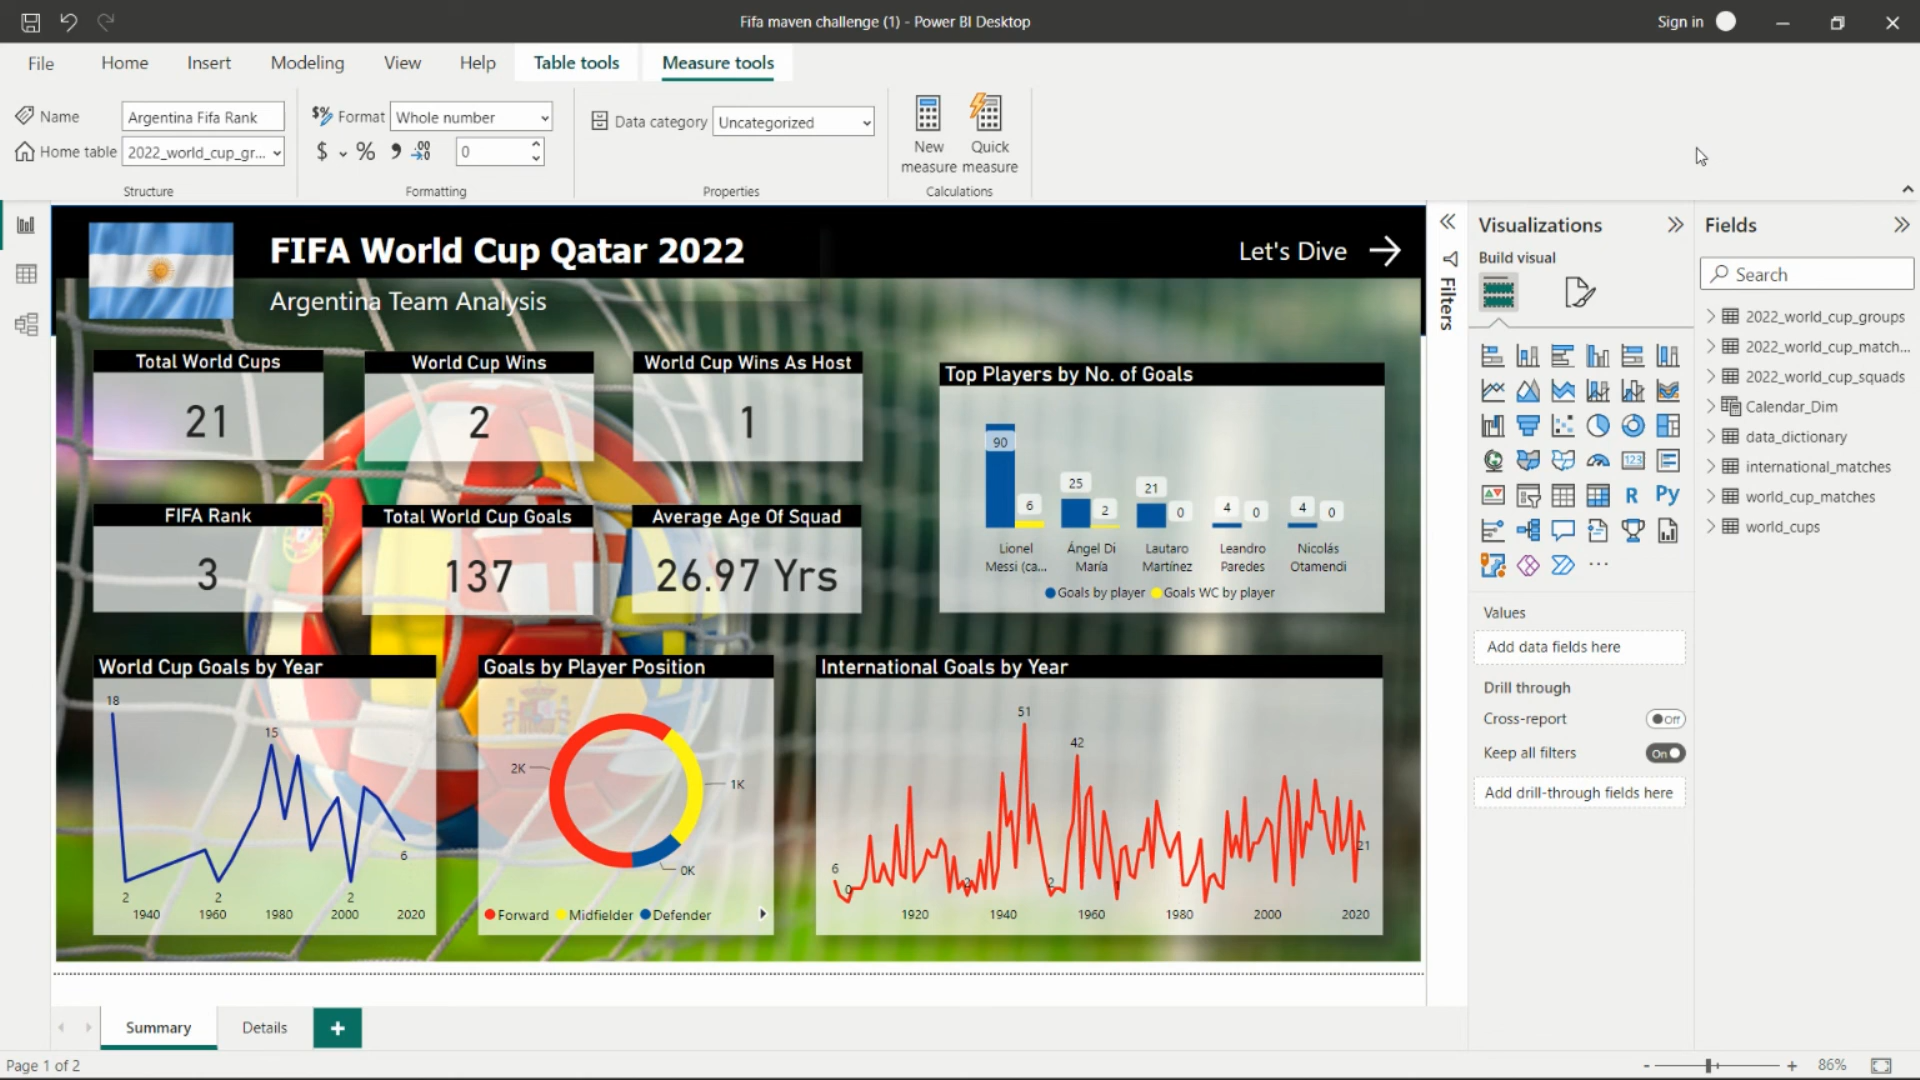 Fifa maven challenge (1) - Power BI Desktop
Sign in
File Home Insert Modeling View Help Table tools Measure tools
Name Argentina Fifa Rank
Home table 2022_world_cup_gr...
Structure
$% Format Whole number
$ % 9 .00 →.0 0
Formatting
Data category Uncategorized
Properties
New measure
Quick measure
Calculations
FIFA World Cup Qatar 2022
Argentina Team Analysis
Let's Dive
Total World Cups
21
World Cup Wins
2
World Cup Wins As Host
1
FIFA Rank
3
Total World Cup Goals
137
Average Age Of Squad
26.97 Yrs
Top Players by No. of Goals
90 6 25 2 21 0 4 0 4 0
Lionel Messi (ca...
Ángel Di María
Lautaro Martínez
Leandro Paredes
Nicolás Otamendi
Goals by player Goals WC by player
World Cup Goals by Year
18
15
6
2 2 2
1940 1960 1980 2000 2020
Goals by Player Position
2K
1K
0K
Forward Midfielder Defender
International Goals by Year
51
42
21
6
0 2 2 1
1920 1940 1960 1980 2000 2020
Filters
Visualizations
Build visual
123
R Py
...
Values
Add data fields here
Drill through
Cross-report Off
Keep all filters On
Add drill-through fields here
Fields
Search
2022_world_cup_groups
2022_world_cup_match...
2022_world_cup_squads
Calendar_Dim
data_dictionary
international_matches
world_cup_matches
world_cups
Summary Details +
Page 1 of 2
- + 86%